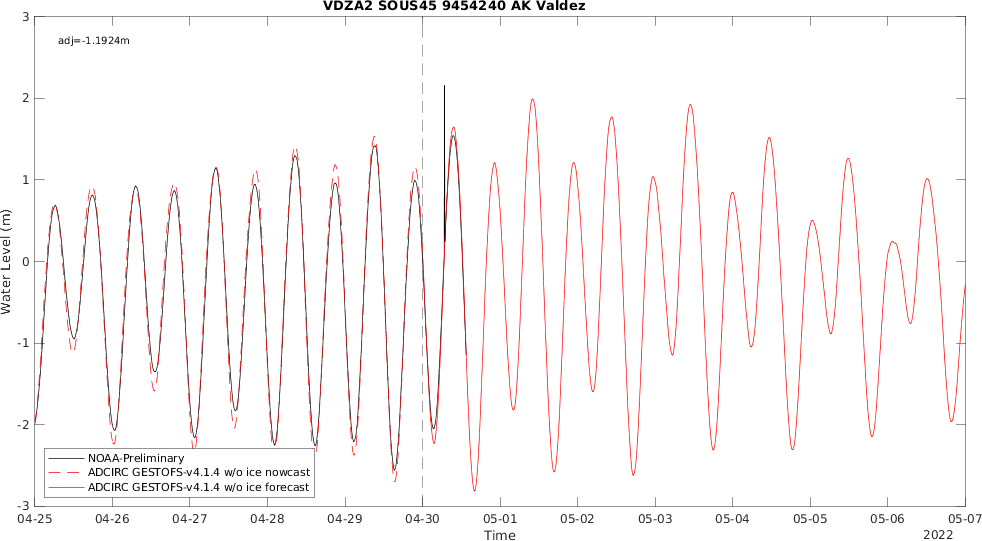 VDZA2 SOUS45 9454240 AK Valdez
adj=-1.1924m
3
2
1
0
-1
-2
-3
Water Level (m)
NOAA-Preliminary
ADCIRC GESTOFS-v4.1.4 w/o ice nowcast
ADCIRC GESTOFS-v4.1.4 w/o ice forecast
04-25 04-26 04-27 04-28 04-29 04-30 05-01 05-02 05-03 05-04 05-05 05-06 05-07
Time
2022